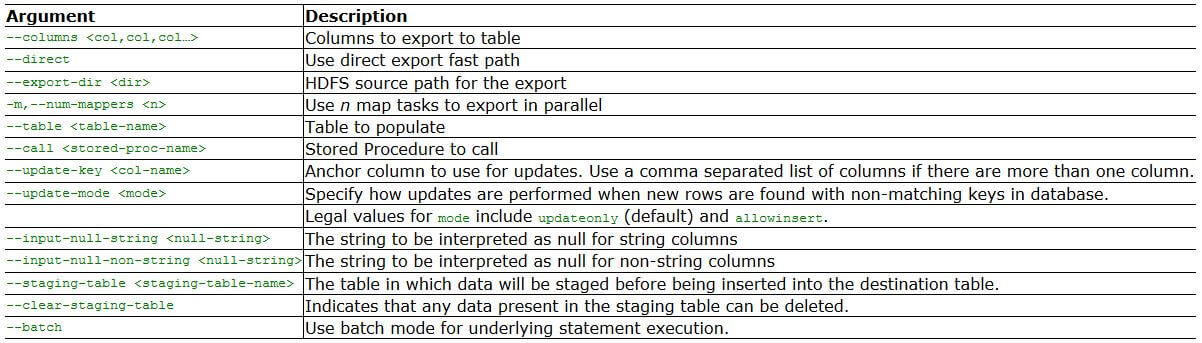 Argument Description
--columns <col,col,col…> Columns to export to table
--direct Use direct export fast path
--export-dir <dir> HDFS source path for the export
-m,--num-mappers <n> Use n map tasks to export in parallel
--table <table-name> Table to populate
--call <stored-proc-name> Stored Procedure to call
--update-key <col-name> Anchor column to use for updates. Use a comma separated list of columns if there are more than one column.
--update-mode <mode> Specify how updates are performed when new rows are found with non-matching keys in database.
Legal values for mode include updateonly (default) and allowinsert.
--input-null-string <null-string> The string to be interpreted as null for string columns
--input-null-non-string <null-string> The string to be interpreted as null for non-string columns
--staging-table <staging-table-name> The table in which data will be staged before being inserted into the destination table.
--clear-staging-table Indicates that any data present in the staging table can be deleted.
--batch Use batch mode for underlying statement execution.